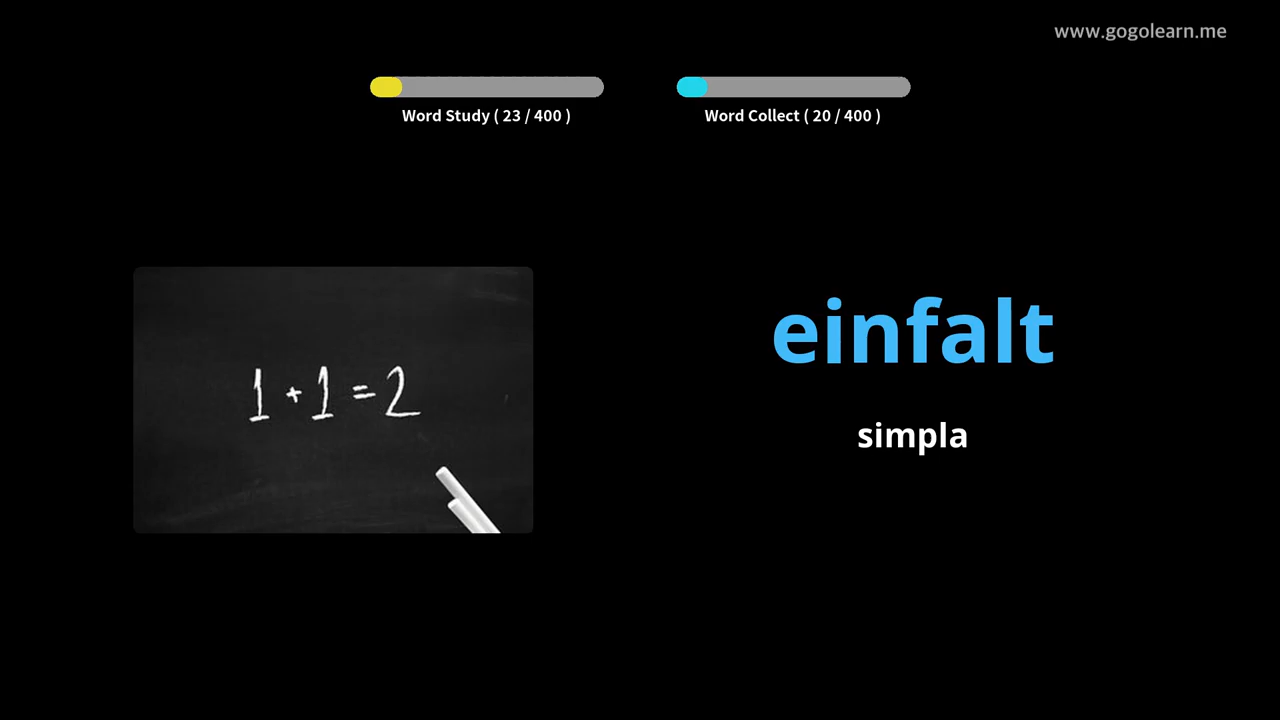 www.gogolearn.me
Word Study ( 23 / 400 )
Word Collect ( 20 / 400 )
1 + 1 = 2
einfalt
simpla